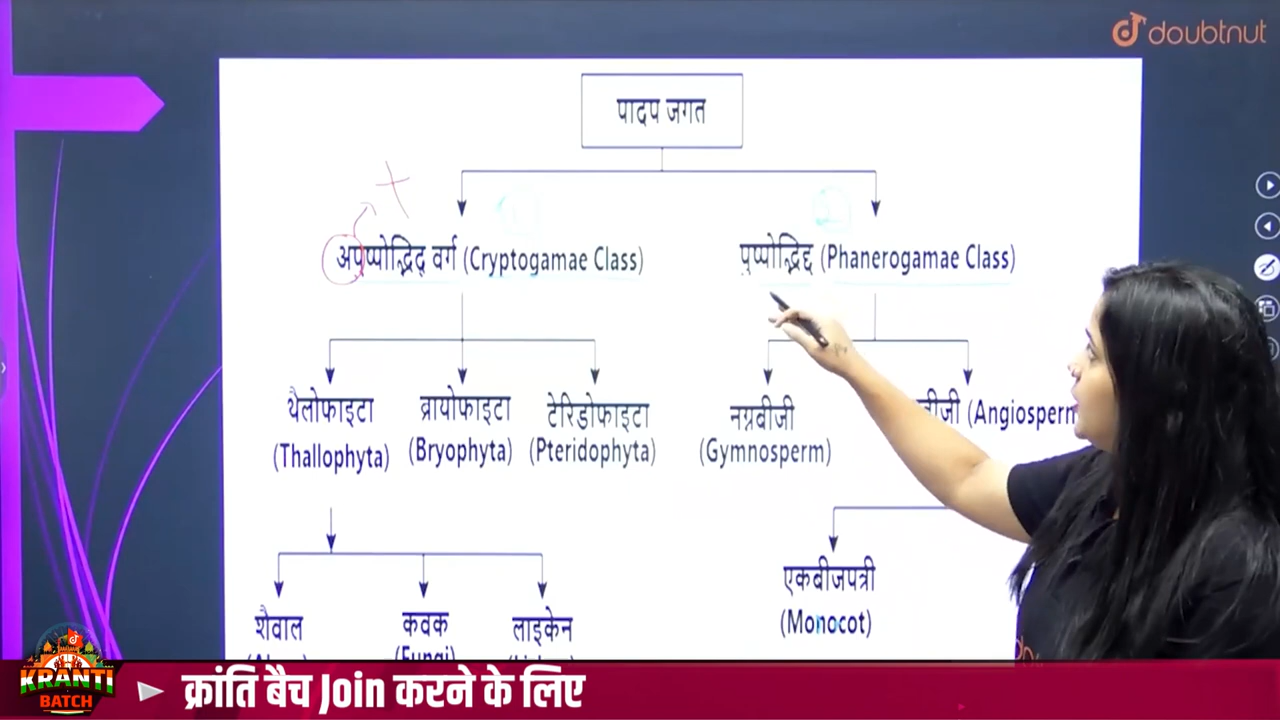 doubtnut
पादप जगत
अपुष्पोद्भिद् वर्ग (Cryptogamae Class)
पुष्पोद्भिद् (Phanerogamae Class)
थैलोफाइटा
(Thallophyta)
ब्रायोफाइटा
(Bryophyta)
टेरिडोफाइटा
(Pteridophyta)
नग्नबीजी
(Gymnosperm)
(Angiosperm
एकबीजपत्री
(Monocot)
शैवाल
कवक
(Fungi)
लाइकेन
KRANTI
BATCH
क्रांति बैच Join करने के लिए